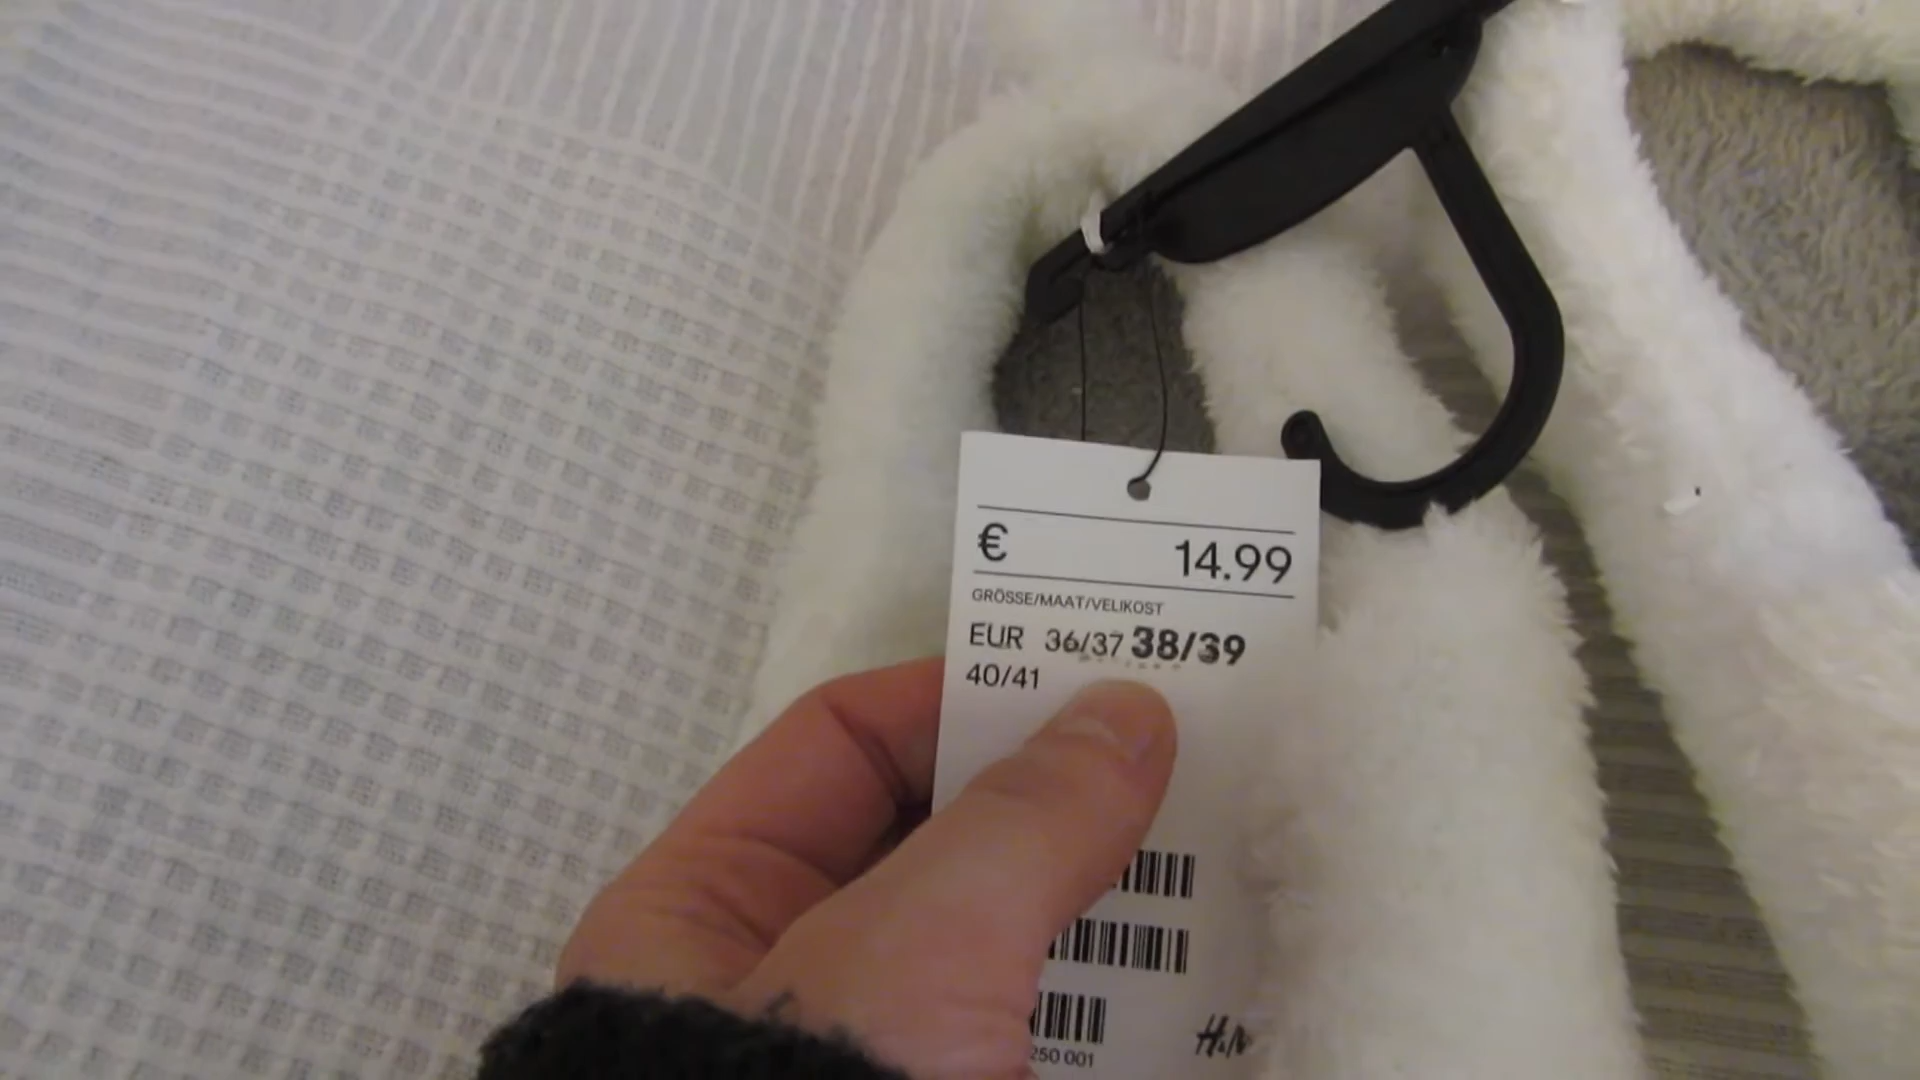 € 14.99
GRÖSSE/MAAT/VELIKOST
EUR 36/37 38/39
40/41
250 001